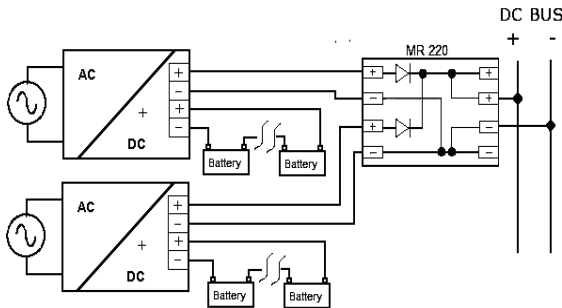 DC BUS
+ -
MR 220
AC
+
DC
+
-
+
-
Battery
Battery
+
-
+
-
+
+
-
-
AC
+
DC
+
-
+
-
Battery
Battery